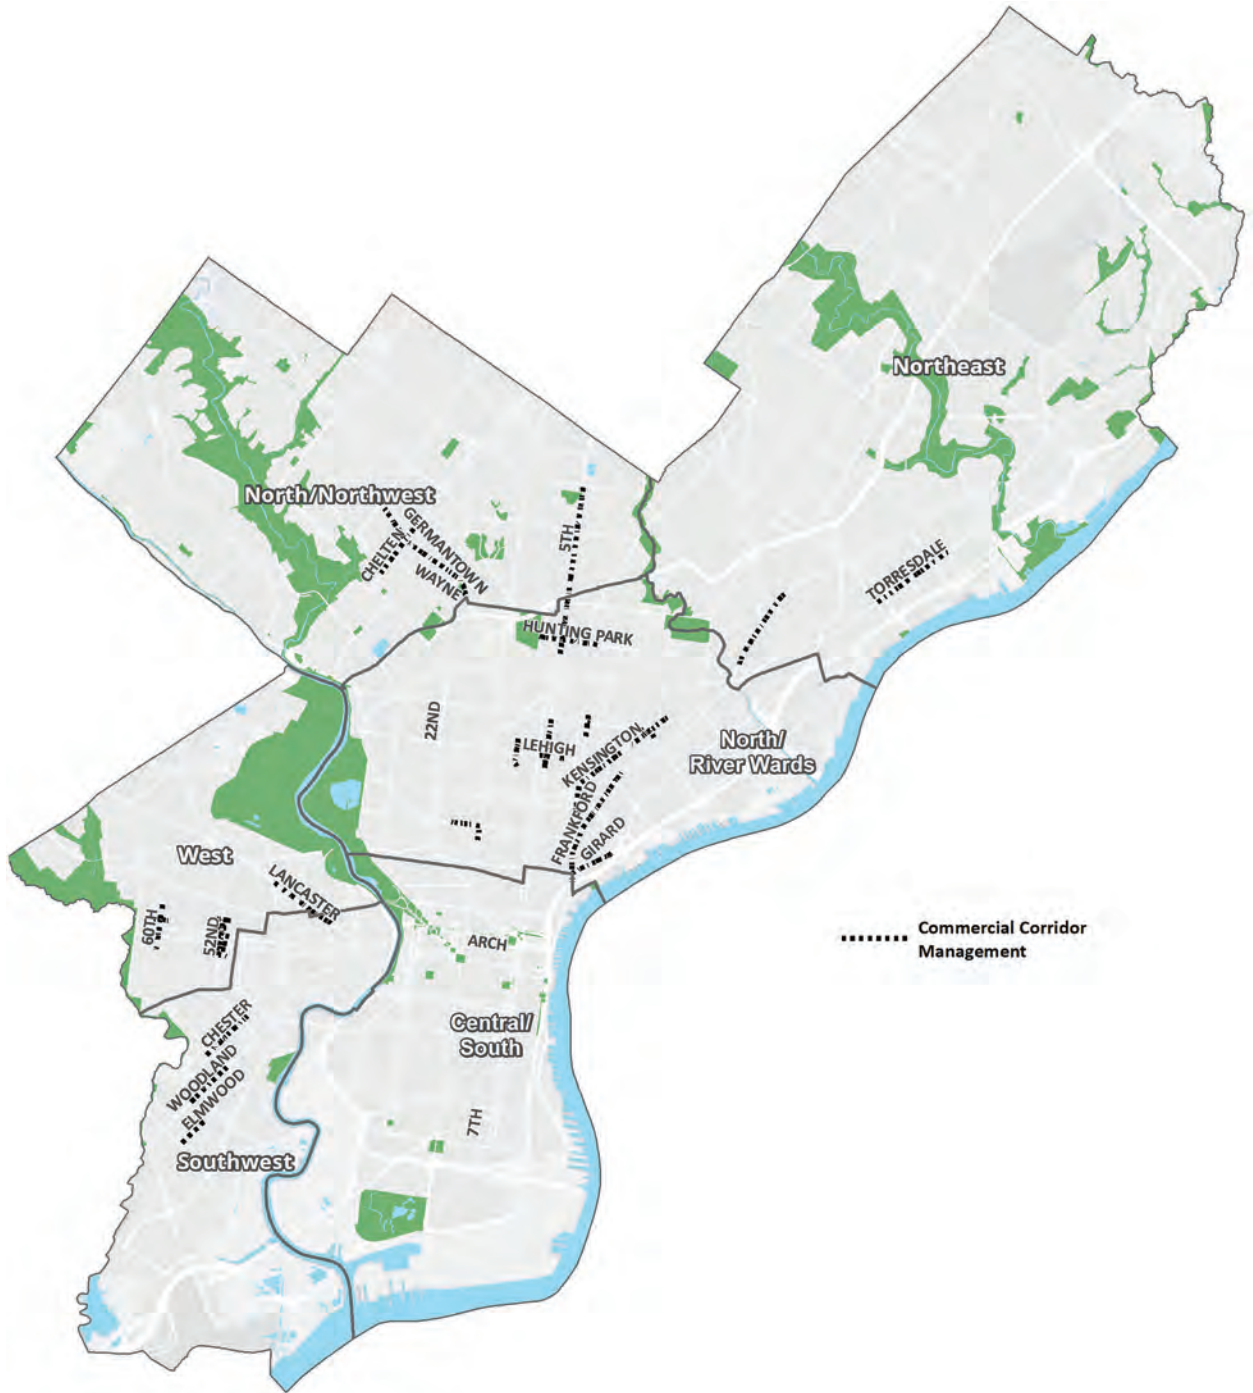 Northeast
North/Northwest
GERMANTOWN
5TH
CHELTEN
WAYNE
TORRESDALE
HUNTING PARK
22ND
LEHIGH
KENSINGTON
North/
River Wards
FRANKFORD
GIRARD
West
LANCASTER
60TH
52ND
ARCH
Commercial Corridor
Management
CHESTER
Central/
South
WOODLAND
ELMWOOD
7TH
Southwest